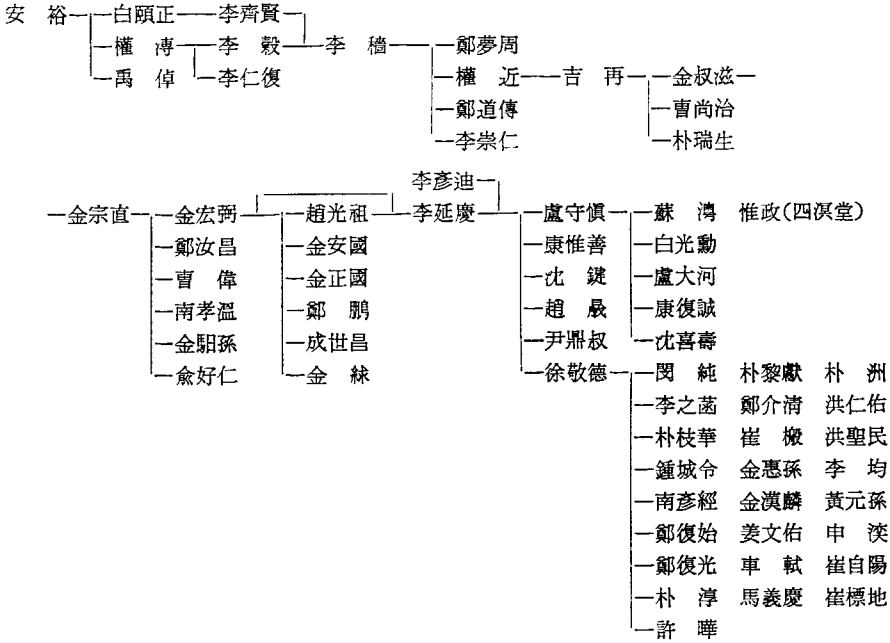 安 裕 白頤正 李齊賢
權 溥 李 穀 李 穡 鄭夢周
禹 倬 李仁復 權 近 吉 再 金叔滋
鄭道傳 曺尚治
李崇仁 朴瑞生
李彥迪
金宗直 金宏弼 趙光祖 李延慶 盧守愼 蘇 濡 惟政(四溟堂)
鄭汝昌 金安國 康惟善 白光勳
曺 偉 金正國 沈 鍵 盧大河
南孝溫 鄭 鵬 趙 晟 康復誠
金馹孫 成世昌 尹鼎叔 沈喜壽
兪好仁 金 絿 徐敬德 閔 純 朴黎獻 朴 洲
李之菡 鄭介清 洪仁佑
朴枝華 崔 櫟 洪聖民
鍾城令 金惠孫 李 均
南彥經 金漢麟 黃元孫
鄭復始 姜文佑 申 湙
鄭復光 車 軾 崔自陽
朴 淳 馬義慶 崔標地
許 曄